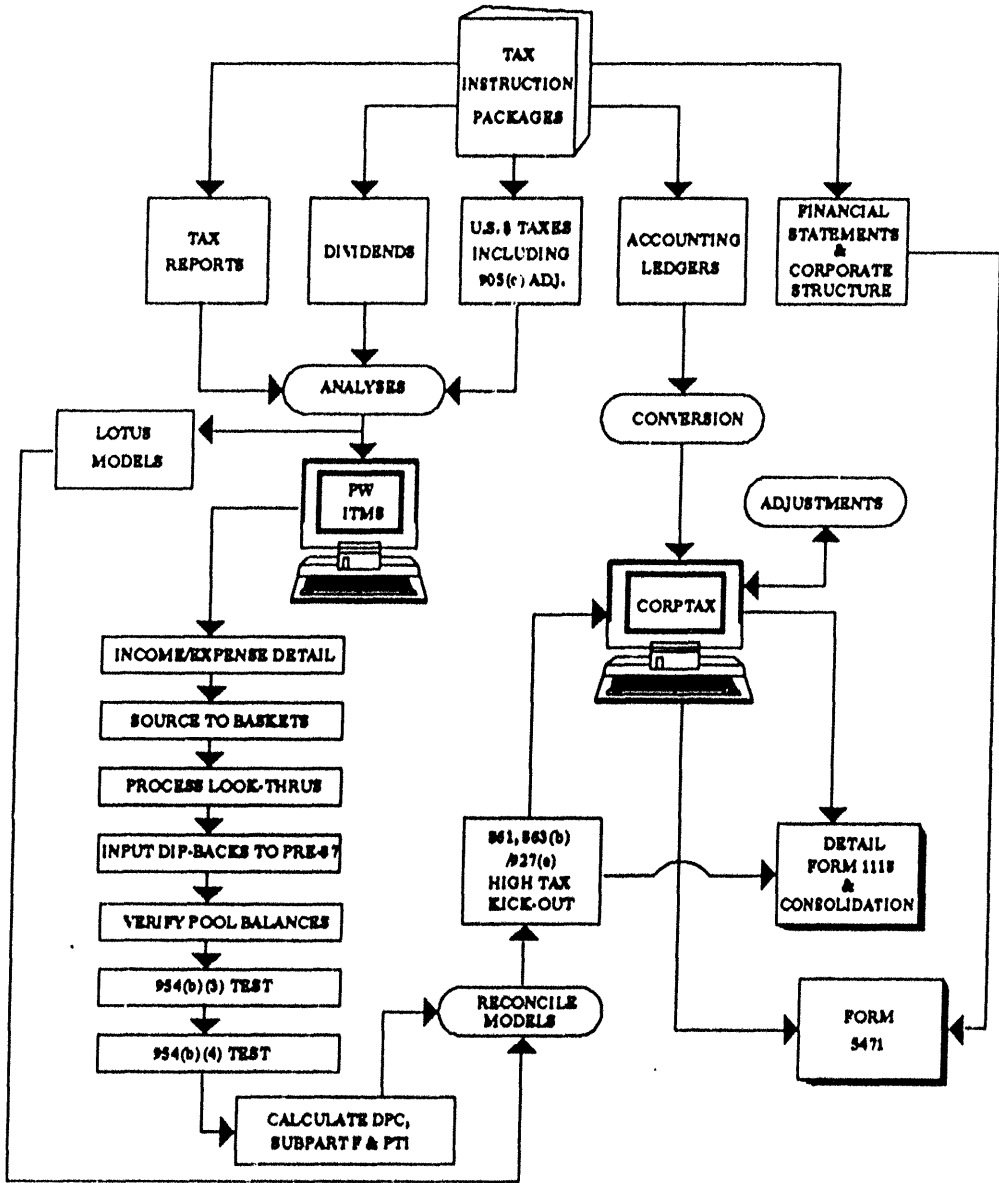 TAX
INSTRUCTION
PACKAGES
TAX
REPORTS
DIVIDENDS
U.S.$ TAXES
INCLUDING
905(c) ADJ.
ACCOUNTING
LEDGERS
FINANCIAL
STATEMENTS
&
CORPORATE
STRUCTURE
ANALYSES
CONVERSION
LOTUS
MODELS
PW
ITMS
ADJUSTMENTS
CORPTAX
INCOME/EXPENSE DETAIL
SOURCE TO BASKETS
PROCESS LOOK-THRUS
INPUT DIP-BACKS TO PRE-87
VERIFY POOL BALANCES
954(b)(3) TEST
954(b)(4) TEST
CALCULATE DPC,
SUBPART F & PTI
RECONCILE
MODELS
861, 863(b)
/927(e)
HIGH TAX
KICK-OUT
DETAIL
FORM 1118
&
CONSOLIDATION
FORM
5471